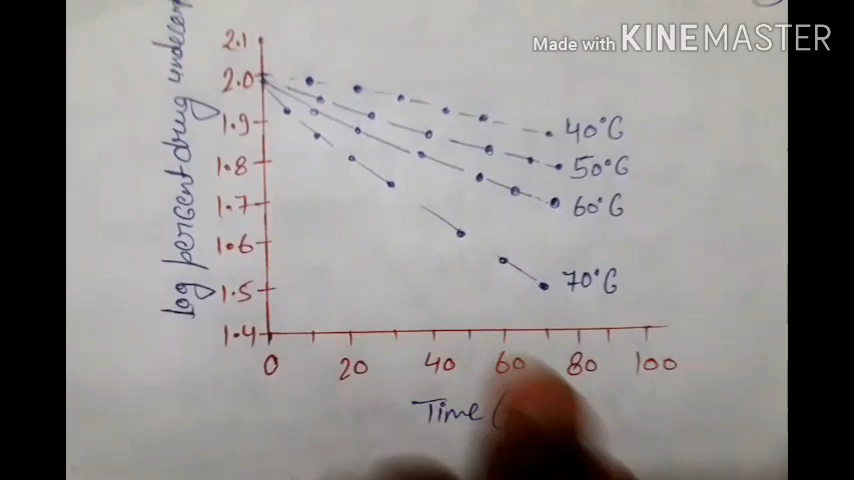 Made with KINEMASTER
Log percent drug
2.1
2.0
1.9
1.8
1.7
1.6
1.5
1.4
40°C
50°C
60°C
70°C
0 20 40 60 80 100
Time (